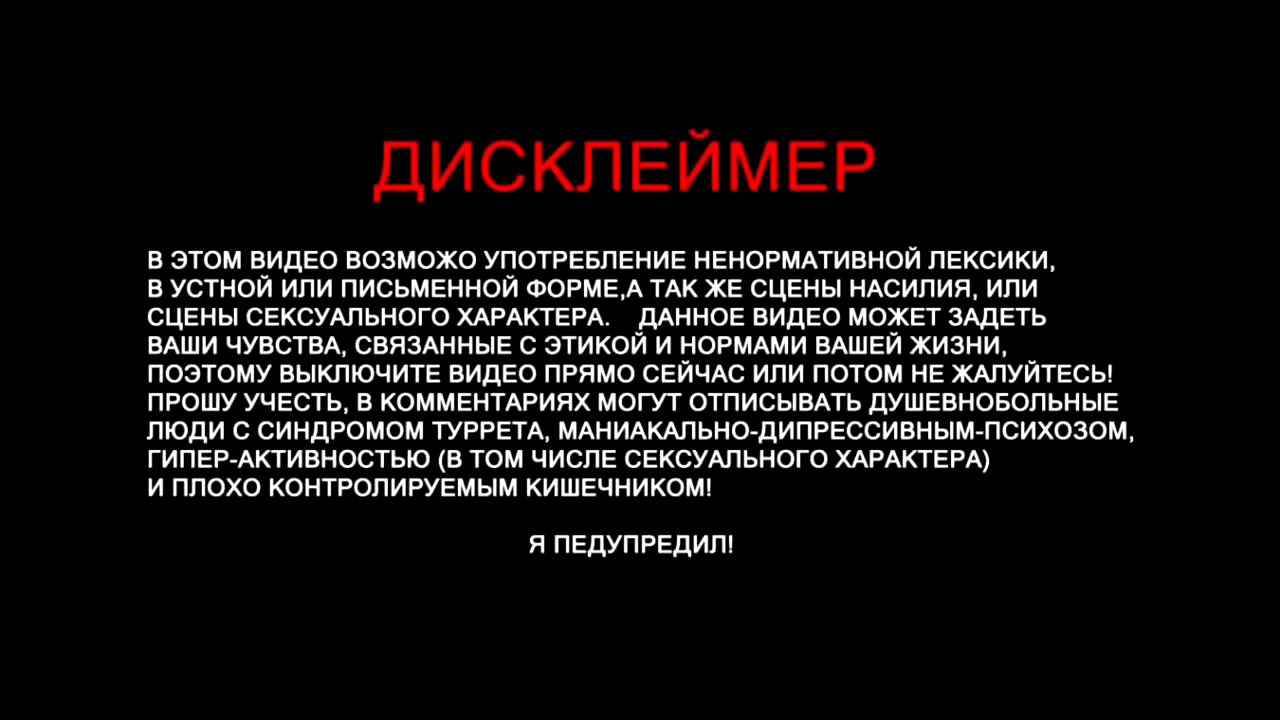 ДИСКЛЕЙМЕР
В ЭТОМ ВИДЕО ВОЗМОЖО УПОТРЕБЛЕНИЕ НЕНОРМАТИВНОЙ ЛЕКСИКИ,
В УСТНОЙ ИЛИ ПИСЬМЕННОЙ ФОРМЕ,А ТАК ЖЕ СЦЕНЫ НАСИЛИЯ, ИЛИ
СЦЕНЫ СЕКСУАЛЬНОГО ХАРАКТЕРА. ДАННОЕ ВИДЕО МОЖЕТ ЗАДЕТЬ
ВАШИ ЧУВСТВА, СВЯЗАННЫЕ С ЭТИКОЙ И НОРМАМИ ВАШЕЙ ЖИЗНИ,
ПОЭТОМУ ВЫКЛЮЧИТЕ ВИДЕО ПРЯМО СЕЙЧАС ИЛИ ПОТОМ НЕ ЖАЛУЙТЕСЬ!
ПРОШУ УЧЕСТЬ, В КОММЕНТАРИЯХ МОГУТ ОТПИСЫВАТЬ ДУШЕВНОБОЛЬНЫЕ
ЛЮДИ С СИНДРОМОМ ТУРРЕТА, МАНИАКАЛЬНО-ДИПРЕССИВНЫМ-ПСИХОЗОМ,
ГИПЕР-АКТИВНОСТЬЮ (В ТОМ ЧИСЛЕ СЕКСУАЛЬНОГО ХАРАКТЕРА)
И ПЛОХО КОНТРОЛИРУЕМЫМ КИШЕЧНИКОМ!
Я ПЕДУПРЕДИЛ!